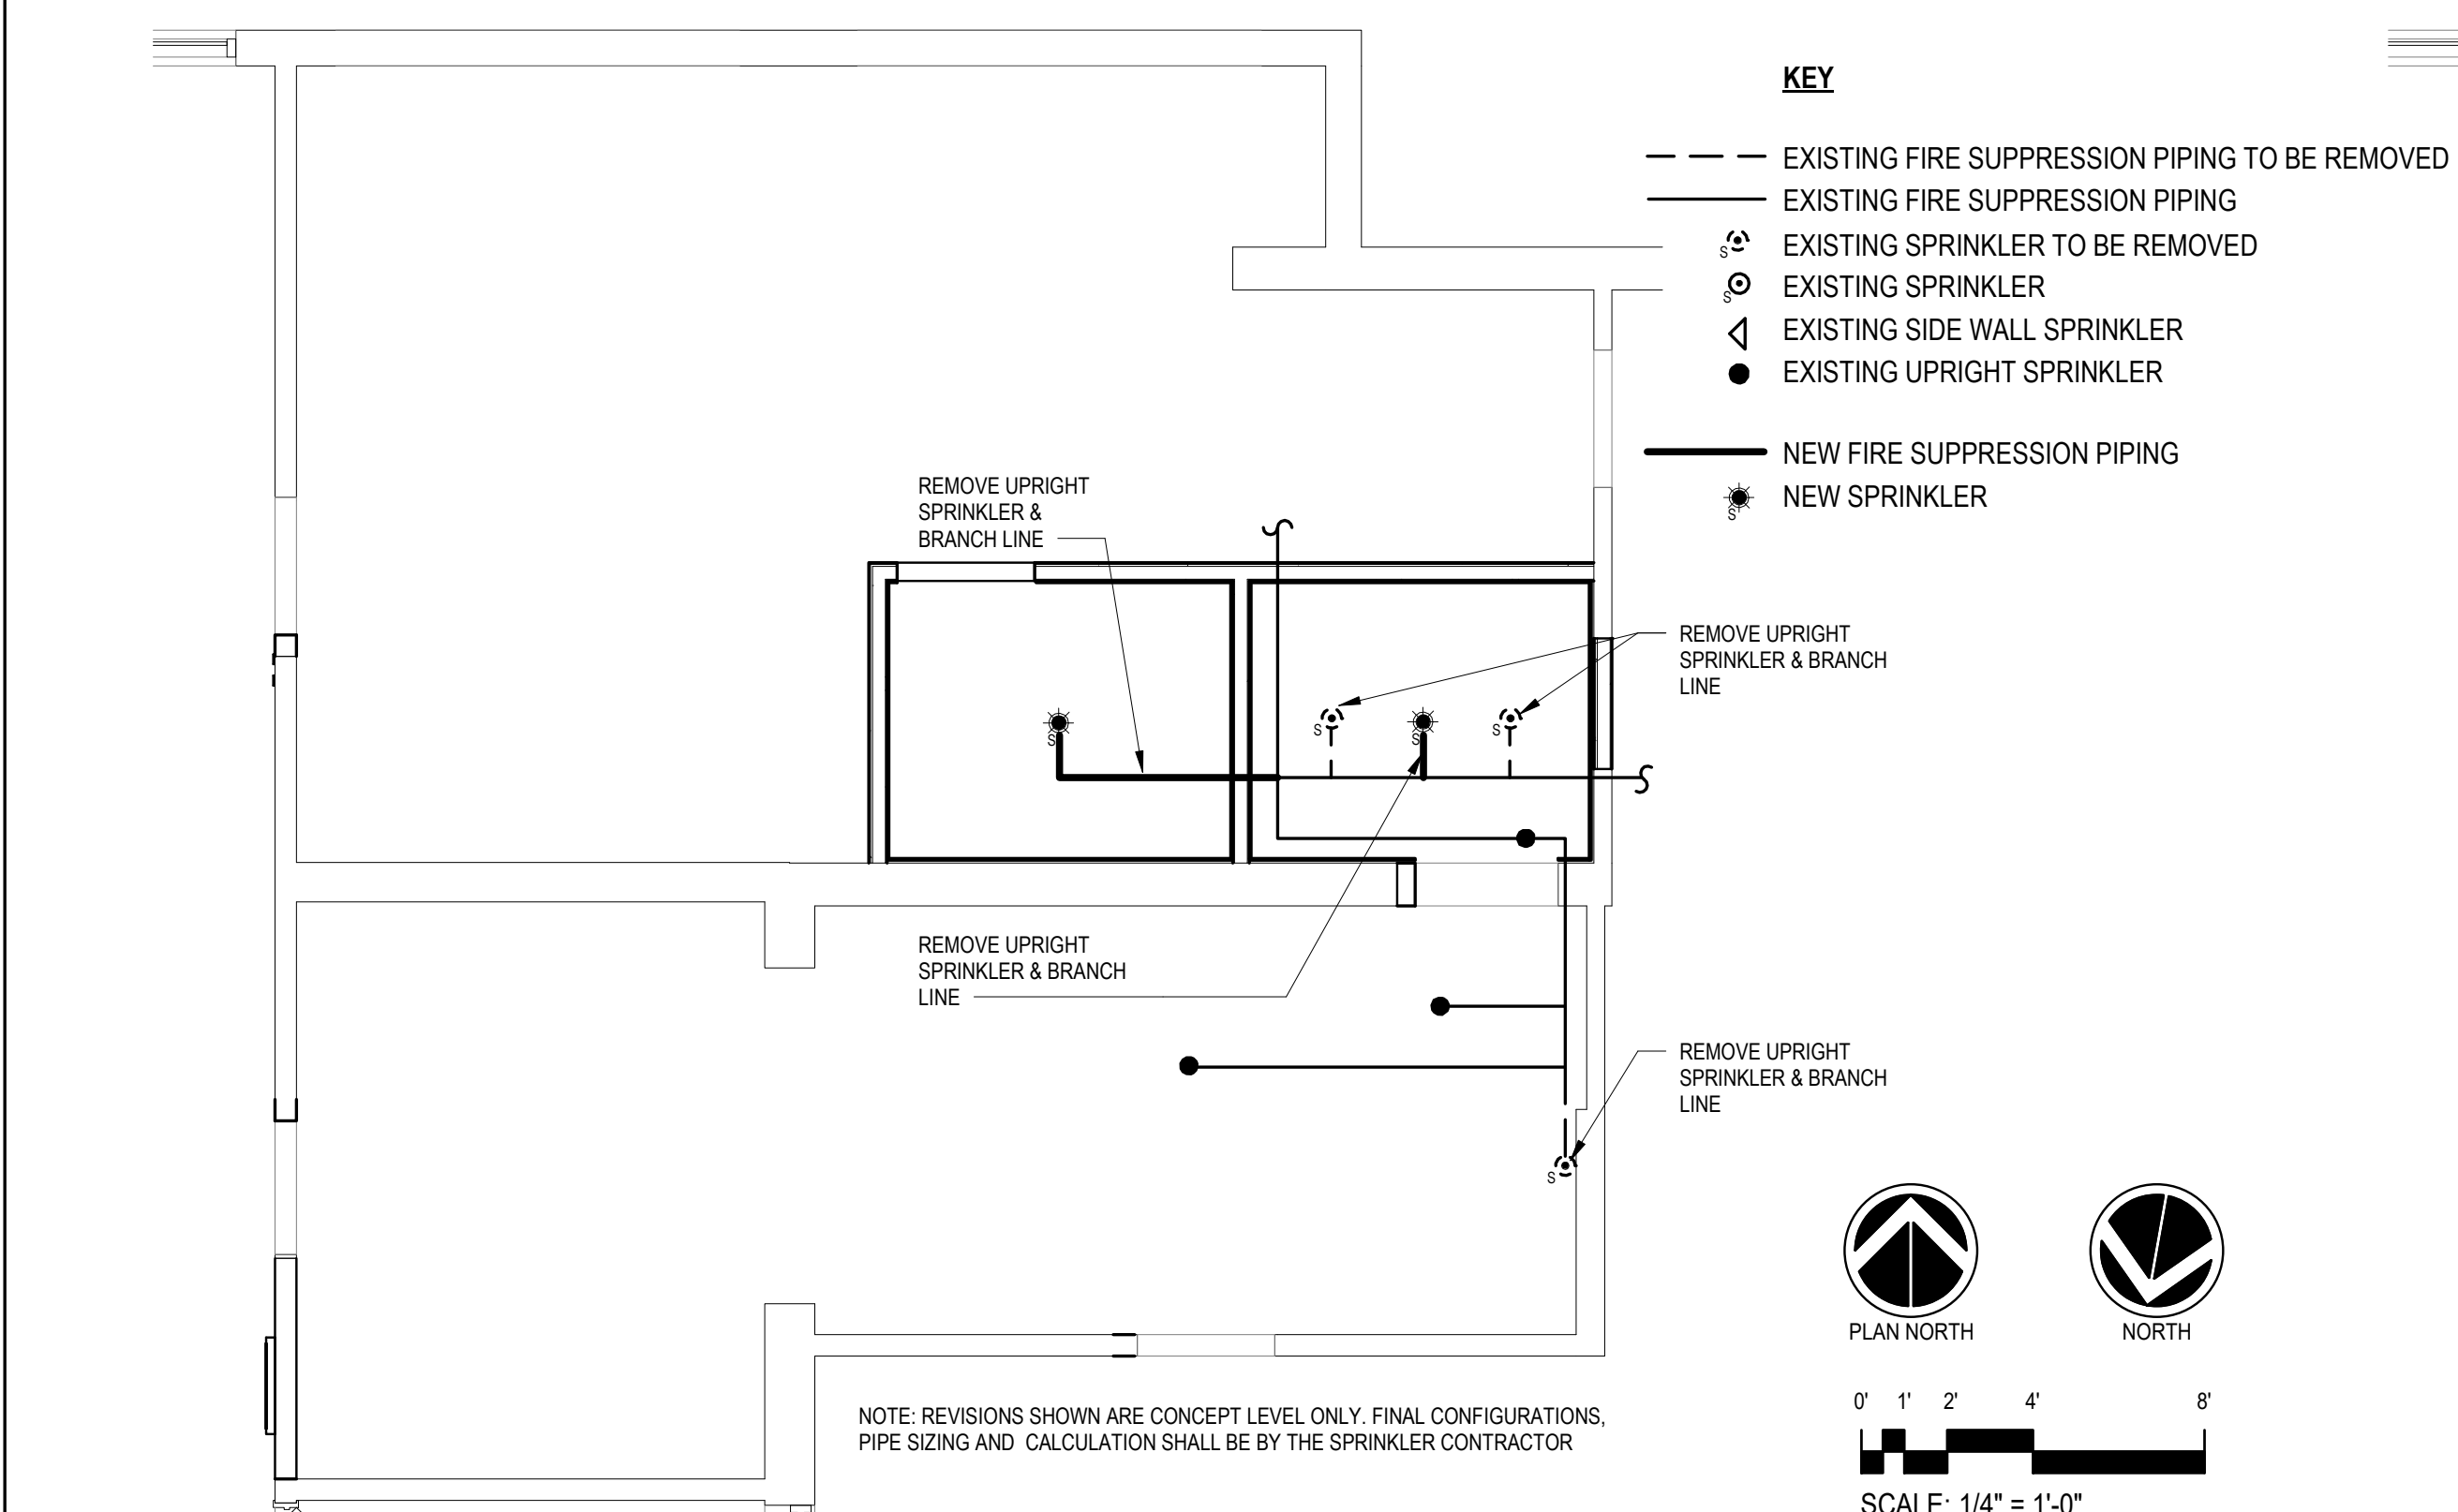 KEY
EXISTING FIRE SUPPRESSION PIPING TO BE REMOVED
EXISTING FIRE SUPPRESSION PIPING
S
EXISTING SPRINKLER TO BE REMOVED
S
EXISTING SPRINKLER
EXISTING SIDE WALL SPRINKLER
EXISTING UPRIGHT SPRINKLER
NEW FIRE SUPPRESSION PIPING
S
NEW SPRINKLER
REMOVE UPRIGHT
SPRINKLER &
BRANCH LINE
REMOVE UPRIGHT
SPRINKLER & BRANCH
LINE
S
S
S
S
REMOVE UPRIGHT
SPRINKLER & BRANCH
LINE
REMOVE UPRIGHT
SPRINKLER & BRANCH
LINE
S
PLAN NORTH
NORTH
NOTE: REVISIONS SHOWN ARE CONCEPT LEVEL ONLY. FINAL CONFIGURATIONS,
PIPE SIZING AND CALCULATION SHALL BE BY THE SPRINKLER CONTRACTOR
0' 1' 2' 4' 8'
SCALE: 1/4" = 1'-0"